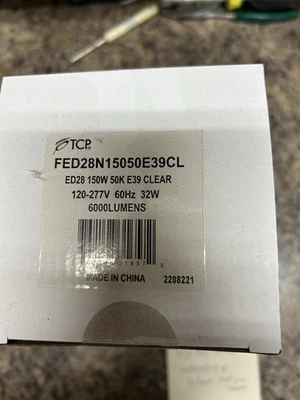 TCP
FED28N15050E39CL
ED28 150W 50K E39 CLEAR
120-277V 60Hz 32W
6000LUMENS
MADE IN CHINA 2208221